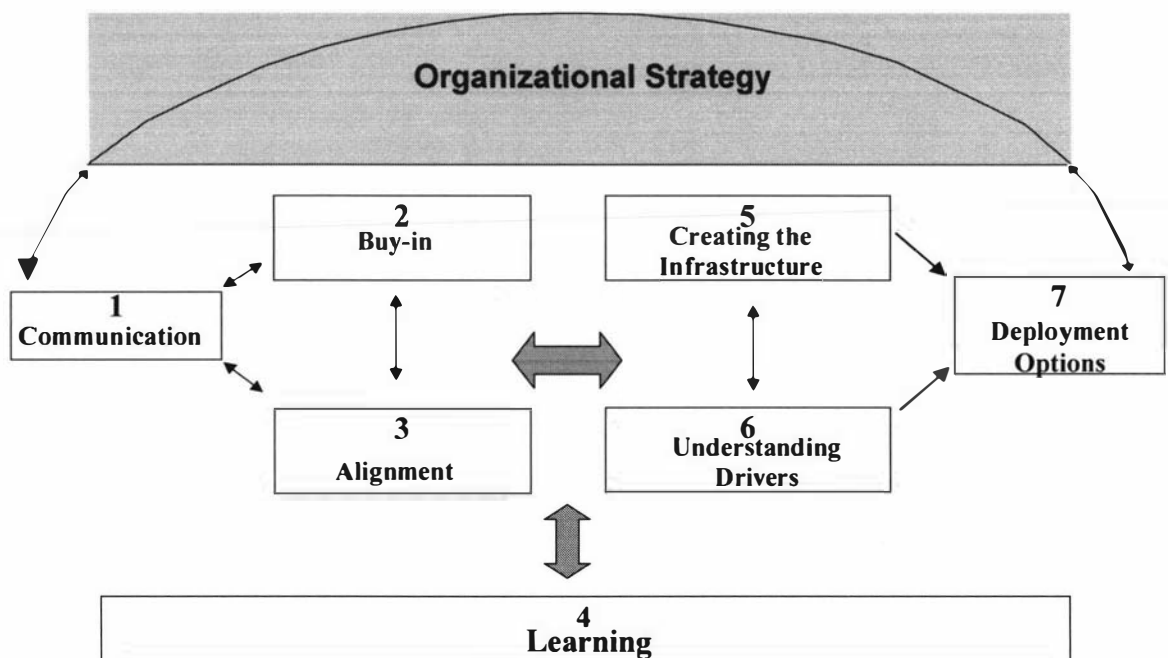 Organizational Strategy
1
Communication
2
Buy-in
3
Alignment
5
Creating the
Infrastructure
6
Understanding
Drivers
7
Deployment
Options
4
Learning